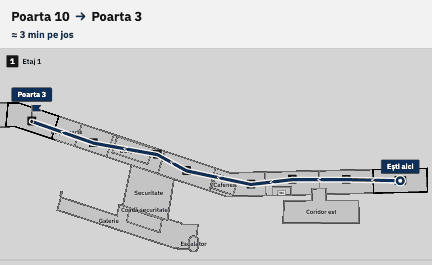 Poarta 10 → Poarta 3
≈ 3 min pe jos
1 Etaj 1
Poarta 3
Ești aici
Cafenea
Securitate
Coadă securitate
Galerie
Coridor est
Escalator